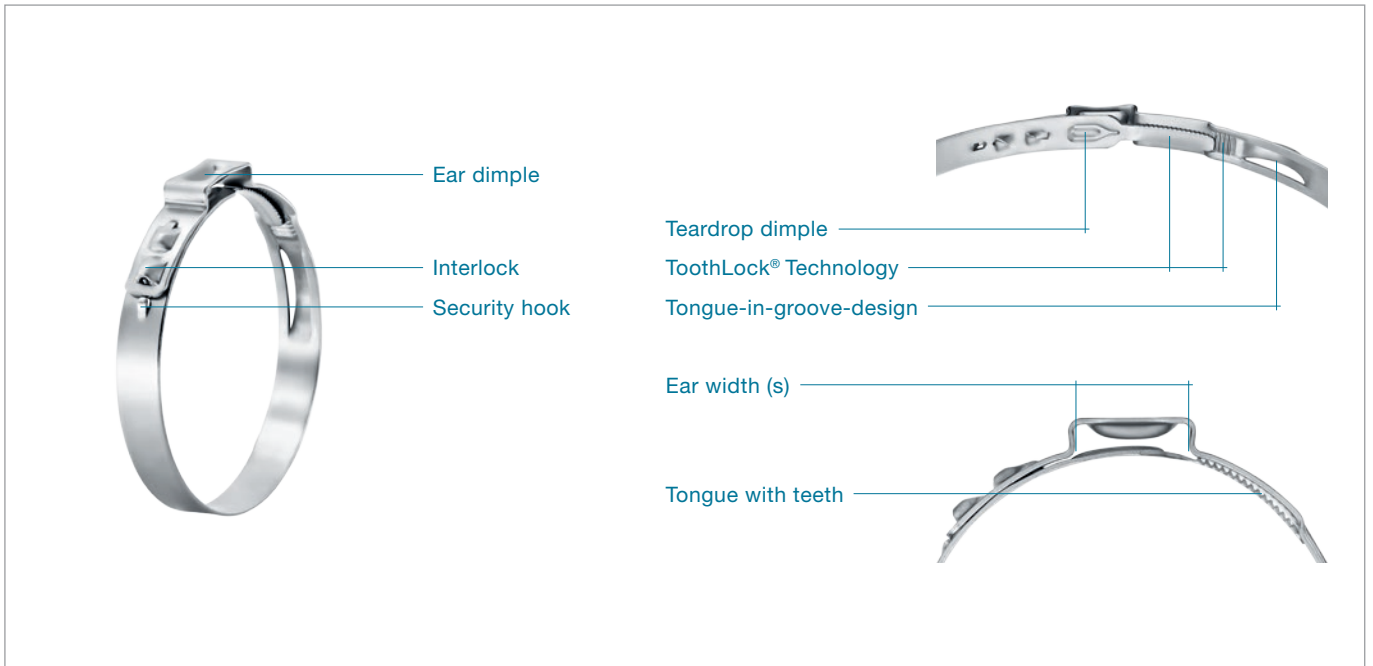 Ear dimple
Interlock
Security hook
Teardrop dimple
ToothLock® Technology
Tongue-in-groove-design
Ear width (s)
Tongue with teeth